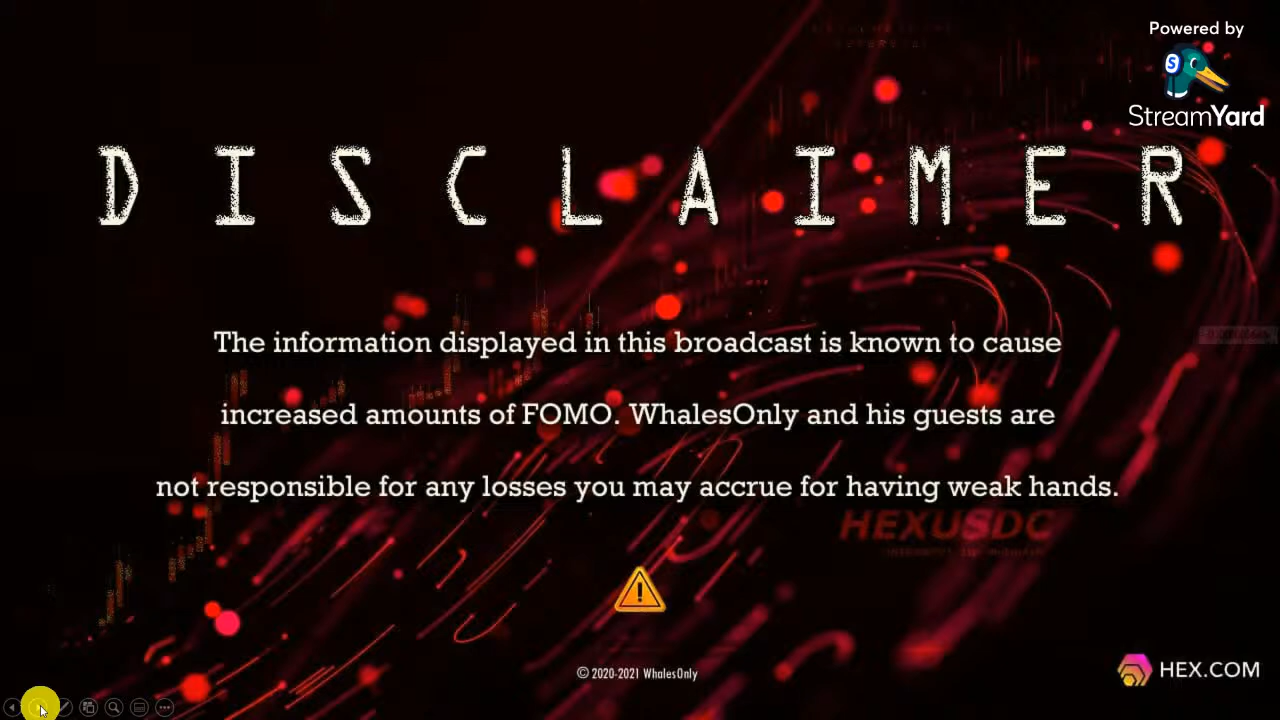 Powered by
StreamYard
DISCLAIMER
The information displayed in this broadcast is known to cause
increased amounts of FOMO. WhalesOnly and his guests are
not responsible for any losses you may accrue for having weak hands.
HEXUSDC
© 2020-2021 WhalesOnly
HEX.COM